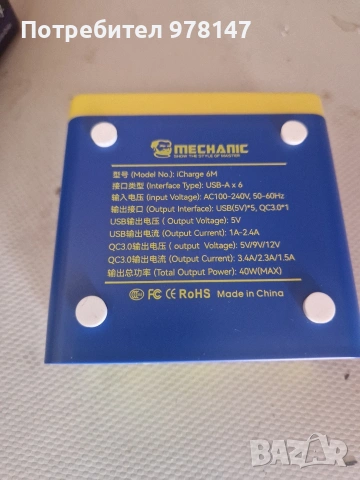 Потребител 978147
MECHANIC
SHOW THE STYLE OF MASTER
型号 (Model No.): iCharge 6M
接口类型 (Interface Type): USB-A x 6
输入电压 (input Voltage): AC100-240V, 50-60Hz
输出接口 (Output Interface): USB(5V)*5, QC3.0*1
USB输出电压 (Output Voltage): 5V
USB输出电流 (Output Current): 1A-2.4A
QC3.0输出电压 ( output Voltage): 5V/9V/12V
QC3.0输出电流 (Output Current): 3.4A/2.3A/1.5A
输出总功率 (Total Output Power): 40W(MAX)
FC CE RoHS Made in China
bazar